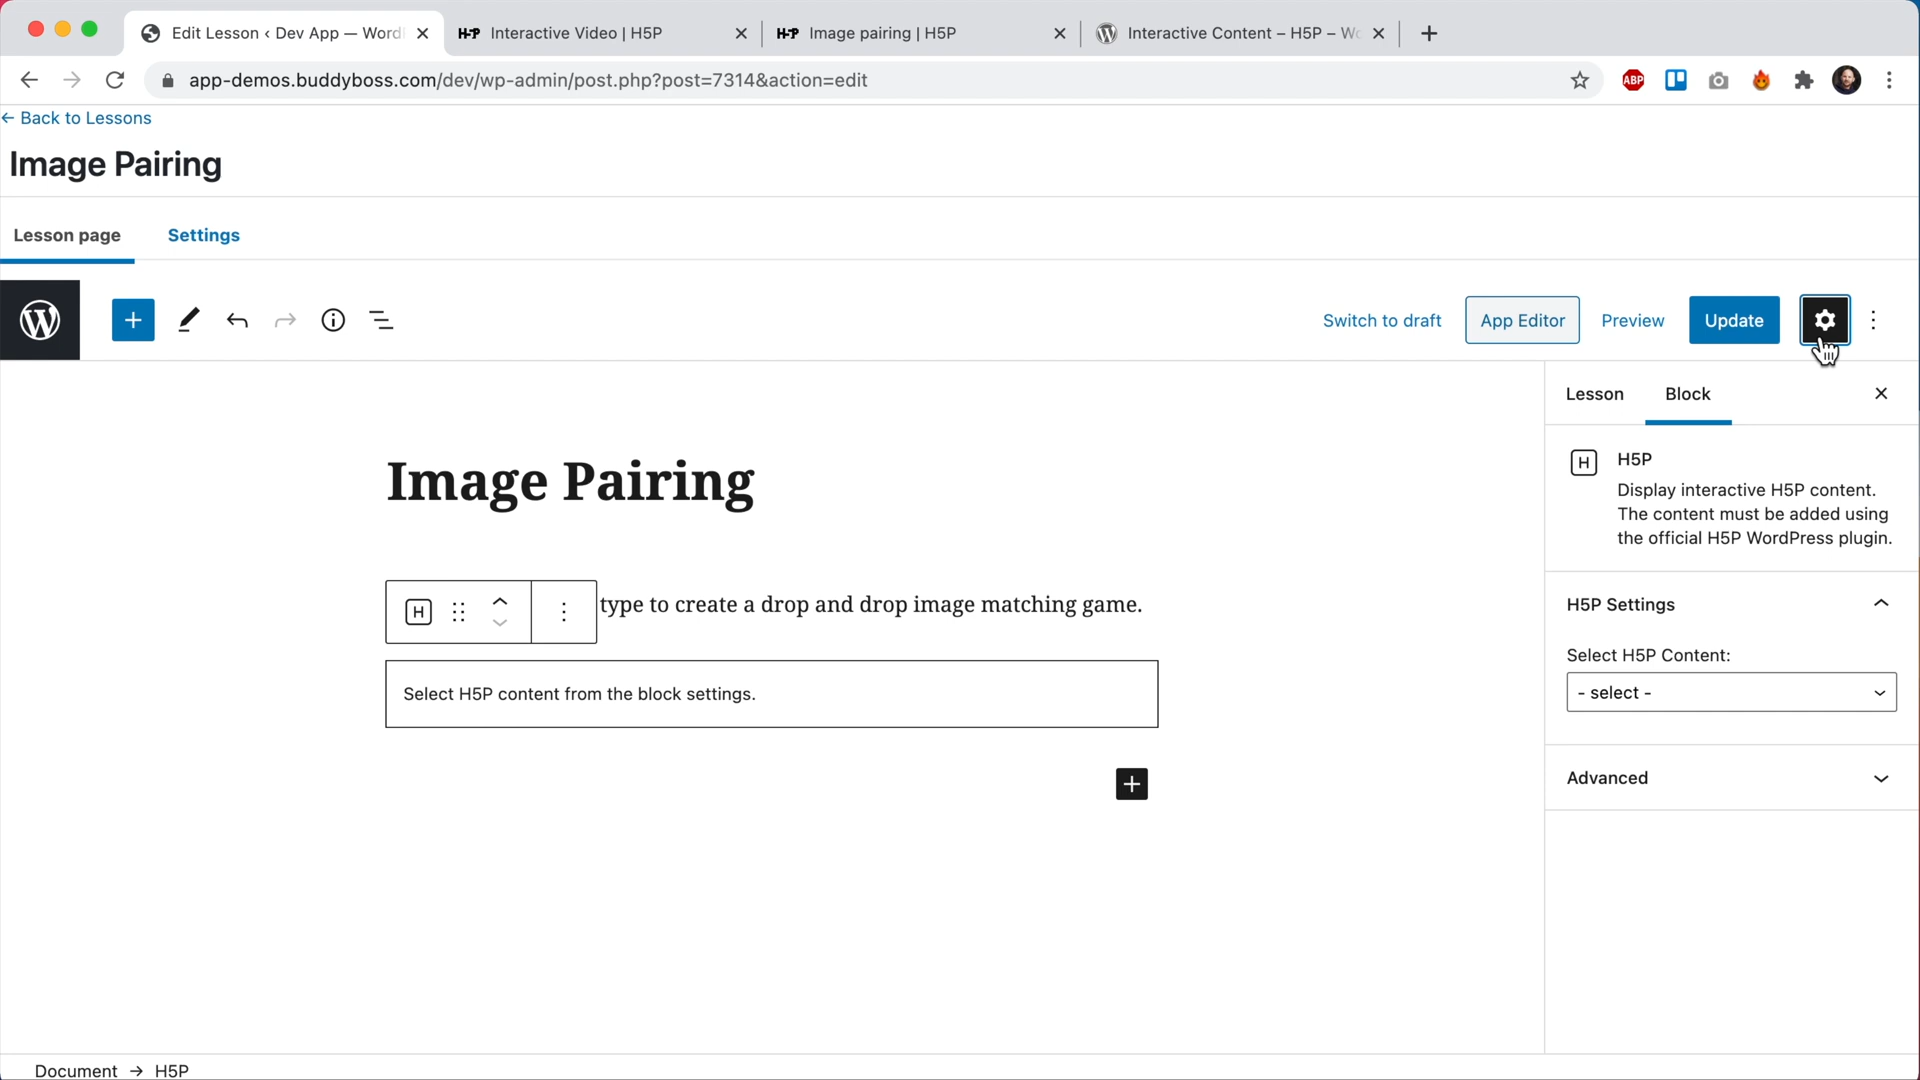 Edit Lesson ‹ Dev App — Word
Interactive Video | H5P
Image pairing | H5P
Interactive Content – H5P – Wo
app-demos.buddyboss.com/dev/wp-admin/post.php?post=7314&action=edit
ABP
← Back to Lessons
Image Pairing
Lesson page
Settings
Switch to draft
App Editor
Preview
Update
Lesson
Block
Image Pairing
H5P
Display interactive H5P content.
The content must be added using
the official H5P WordPress plugin.
type to create a drop and drop image matching game.
H5P Settings
Select H5P Content:
- select -
Select H5P content from the block settings.
Advanced
Document → H5P